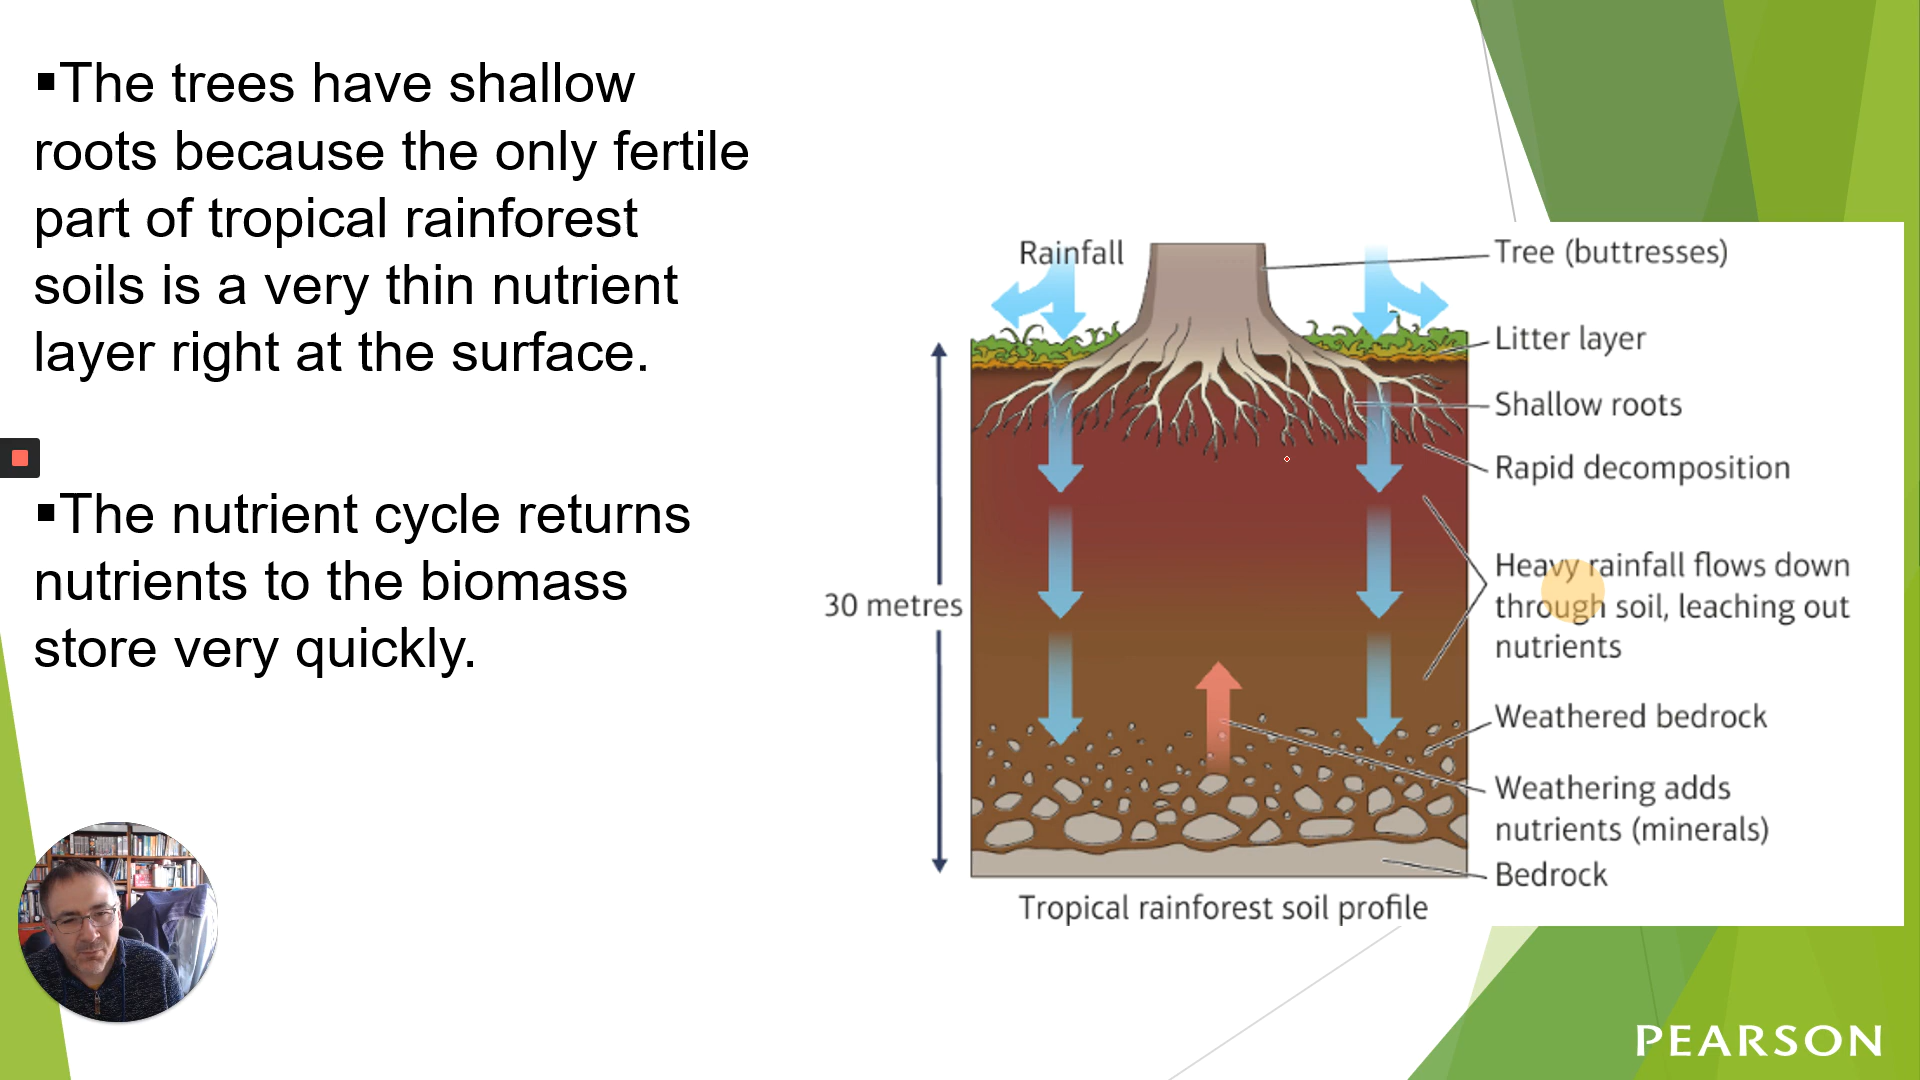 ▪The trees have shallow
roots because the only fertile
part of tropical rainforest
soils is a very thin nutrient
layer right at the surface.
▪The nutrient cycle returns
nutrients to the biomass
store very quickly.
Rainfall
Tree (buttresses)
Litter layer
Shallow roots
Rapid decomposition
Heavy rainfall flows down
through soil, leaching out
nutrients
30 metres
Weathered bedrock
Weathering adds
nutrients (minerals)
Bedrock
Tropical rainforest soil profile
PEARSON